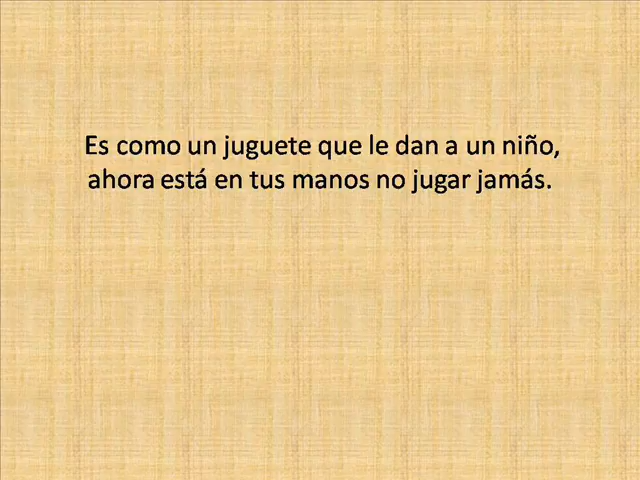 Es como un juguete que le dan a un niño,
ahora está en tus manos no jugar jamás.